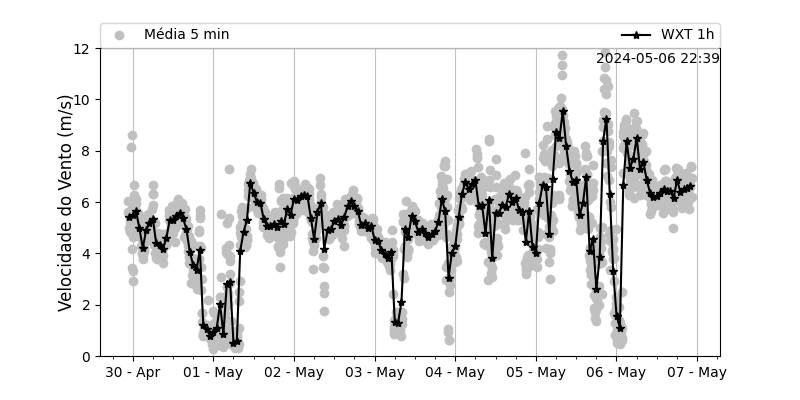 Média 5 min
WXT 1h
2024-05-06 22:39
Velocidade do Vento (m/s)
12
10
8
6
4
2
0
30 - Apr
01 - May
02 - May
03 - May
04 - May
05 - May
06 - May
07 - May